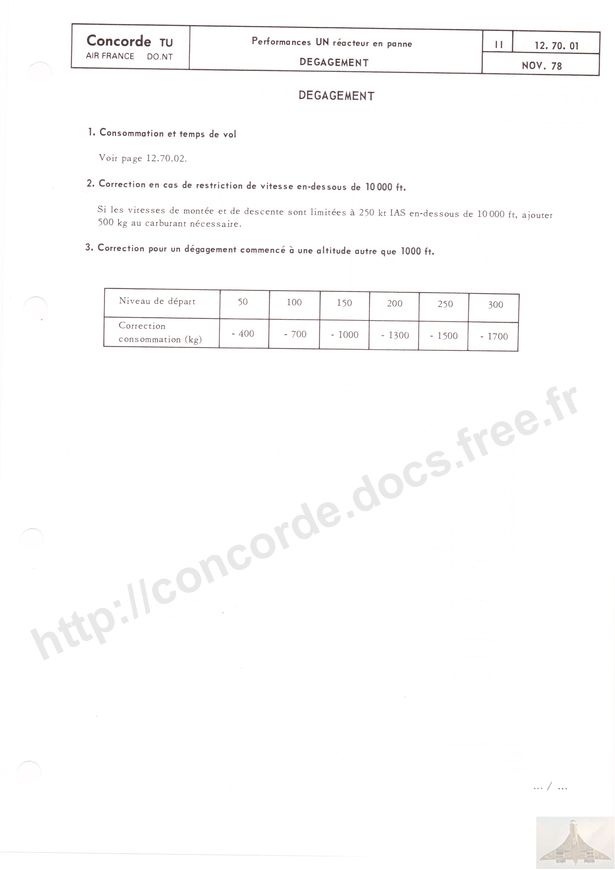 Concorde TU
AIR FRANCE DO.NT
Performances UN réacteur en panne
DEGAGEMENT
II
12. 70. 01
NOV. 78
DEGAGEMENT
1. Consommation et temps de vol
Voir page 12.70.02.
2. Correction en cas de restriction de vitesse en-dessous de 10 000 ft.
Si les vitesses de montée et de descente sont limitées à 250 kt IAS en-dessous de 10 000 ft, ajouter
500 kg au carburant nécessaire.
3. Correction pour un dégagement commencé à une altitude autre que 1000 ft.
Niveau de départ 50 100 150 200 250 300
Correction
consommation (kg) - 400 - 700 - 1000 - 1300 - 1500 - 1700
http://concorde.docs.free.fr
... / ...